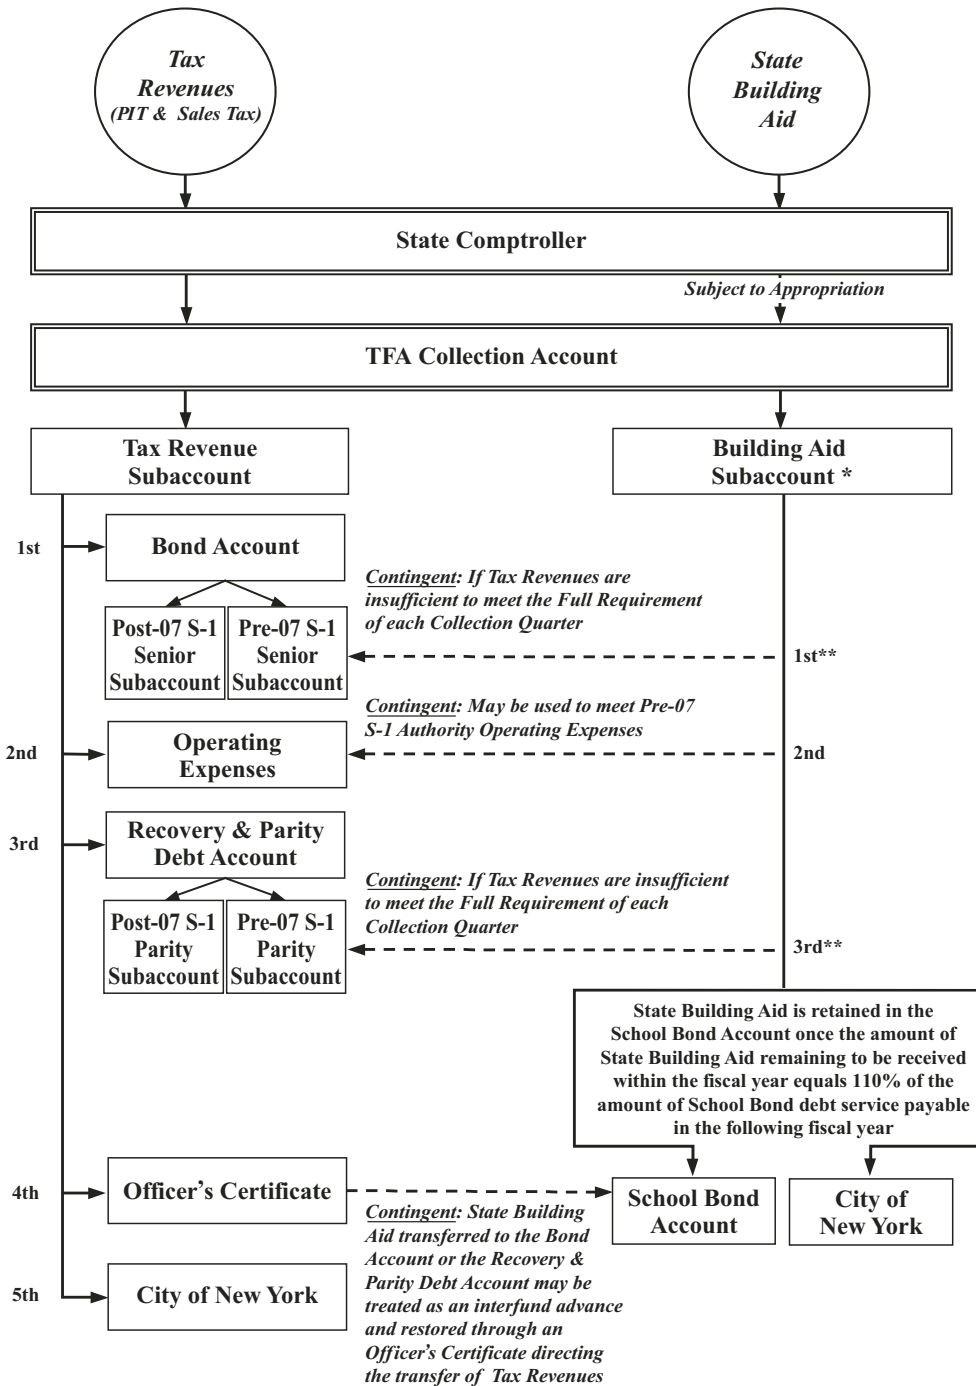 Tax
Revenues
(PIT & Sales Tax)
State
Building
Aid
State Comptroller
Subject to Appropriation
TFA Collection Account
Tax Revenue
Subaccount
Building Aid
Subaccount *
1st
Bond Account
Contingent: If Tax Revenues are
insufficient to meet the Full Requirement
of each Collection Quarter
Post-07 S-1
Senior
Subaccount
Pre-07 S-1
Senior
Subaccount
1st**
Contingent: May be used to meet Pre-07
S-1 Authority Operating Expenses
2nd
Operating
Expenses
2nd
3rd
Recovery & Parity
Debt Account
Contingent: If Tax Revenues are insufficient
to meet the Full Requirement of each
Collection Quarter
Post-07 S-1
Parity
Subaccount
Pre-07 S-1
Parity
Subaccount
3rd**
State Building Aid is retained in the
School Bond Account once the amount of
State Building Aid remaining to be received
within the fiscal year equals 110% of the
amount of School Bond debt service payable
in the following fiscal year
4th
Officer's Certificate
School Bond
Account
City of
New York
Contingent: State Building
Aid transferred to the Bond
Account or the Recovery &
Parity Debt Account may be
treated as an interfund advance
and restored through an
Officer's Certificate directing
the transfer of Tax Revenues
5th
City of New York